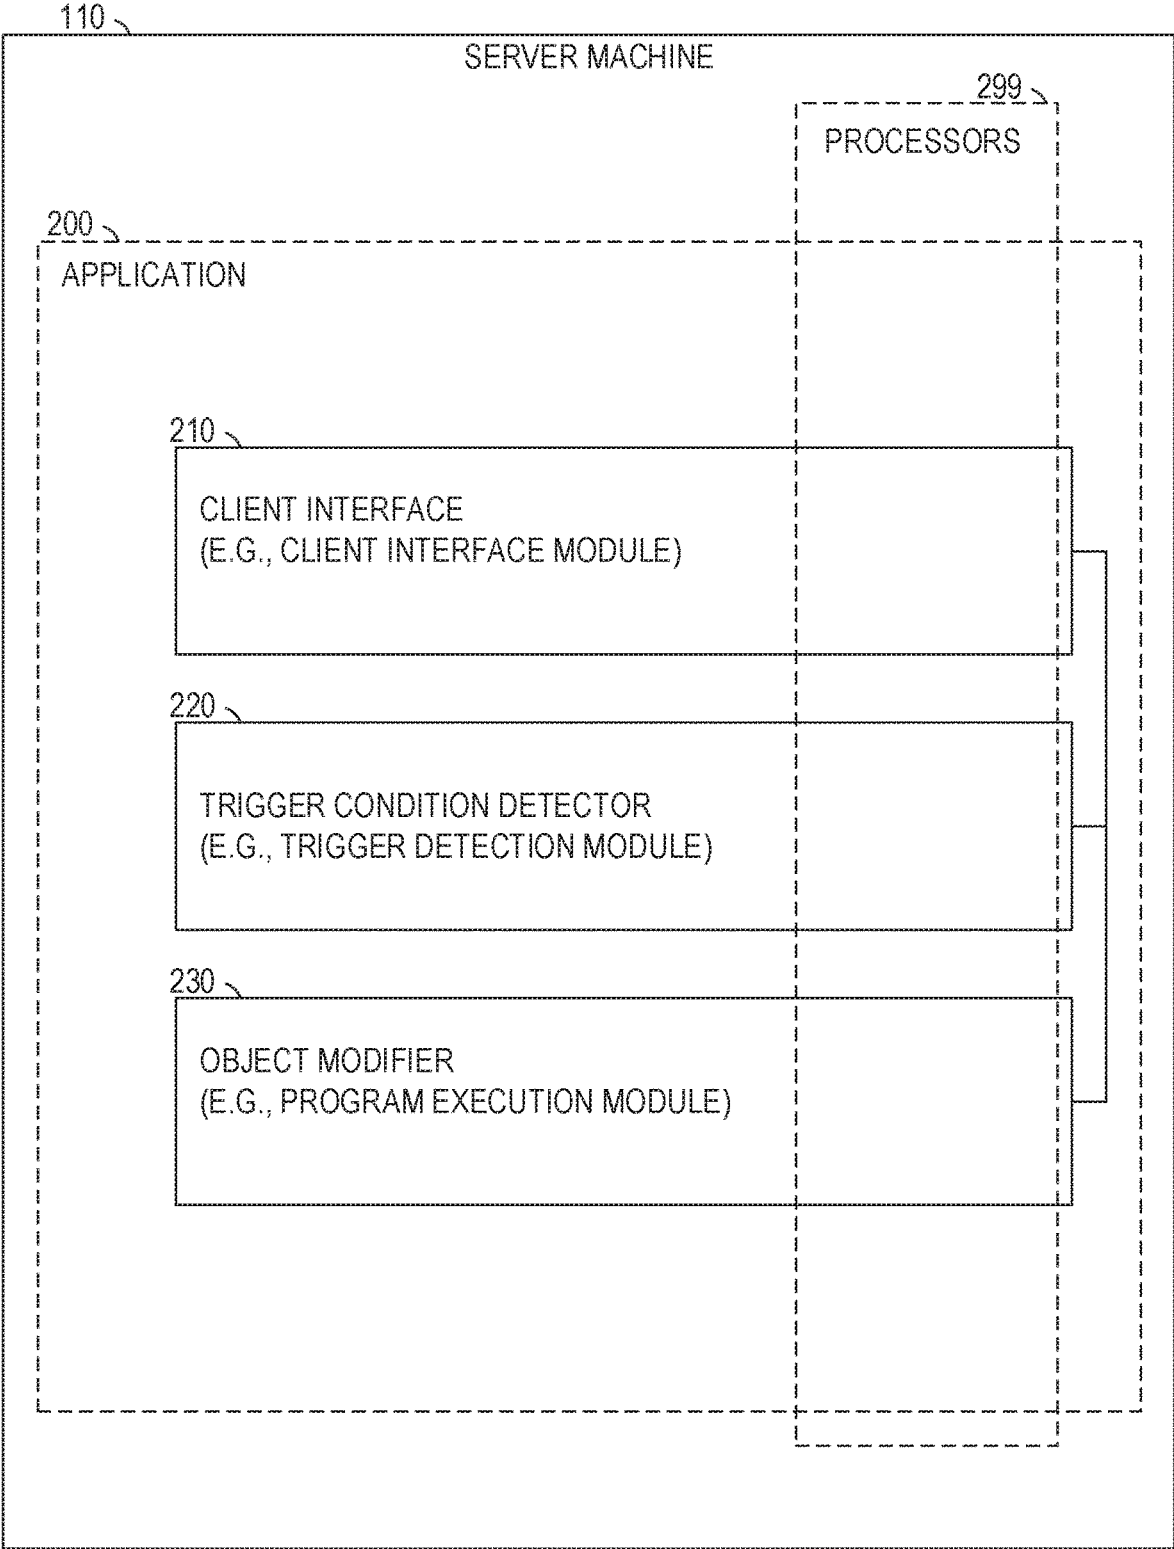 110
SERVER MACHINE
299
PROCESSORS
200
APPLICATION
210
CLIENT INTERFACE
(E.G., CLIENT INTERFACE MODULE)
220
TRIGGER CONDITION DETECTOR
(E.G., TRIGGER DETECTION MODULE)
230
OBJECT MODIFIER
(E.G., PROGRAM EXECUTION MODULE)